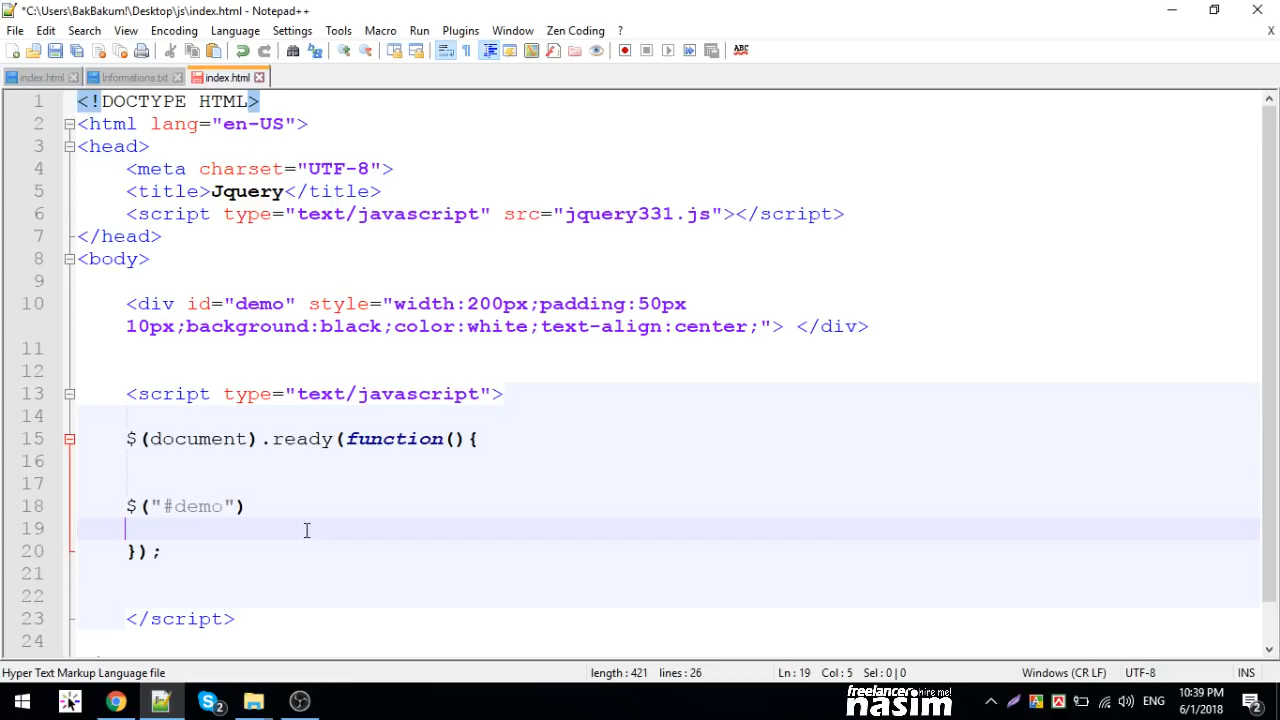 *C:\Users\BakBakum!\Desktop\js\index.html - Notepad++
File Edit Search View Encoding Language Settings Tools Macro Run Plugins Window Zen Coding ? X
ABC
index.html Informations.txt index.html
1 <!DOCTYPE HTML>
2 <html lang="en-US">
3 <head>
4 <meta charset="UTF-8">
5 <title>Jquery</title>
6 <script type="text/javascript" src="jquery331.js"></script>
7 </head>
8 <body>
9
10 <div id="demo" style="width:200px;padding:50px
10px;background:black;color:white;text-align:center;"> </div>
11
12
13 <script type="text/javascript">
14
15 $(document).ready(function(){
16
17
18 $("#demo")
19
20 });
21
22
23 </script>
24
Hyper Text Markup Language file length : 421 lines : 26 Ln : 19 Col : 5 Sel : 0 | 0 Windows (CR LF) UTF-8 INS
2
freelancer hire me!
nasim
ENG
10:39 PM
6/1/2018
2